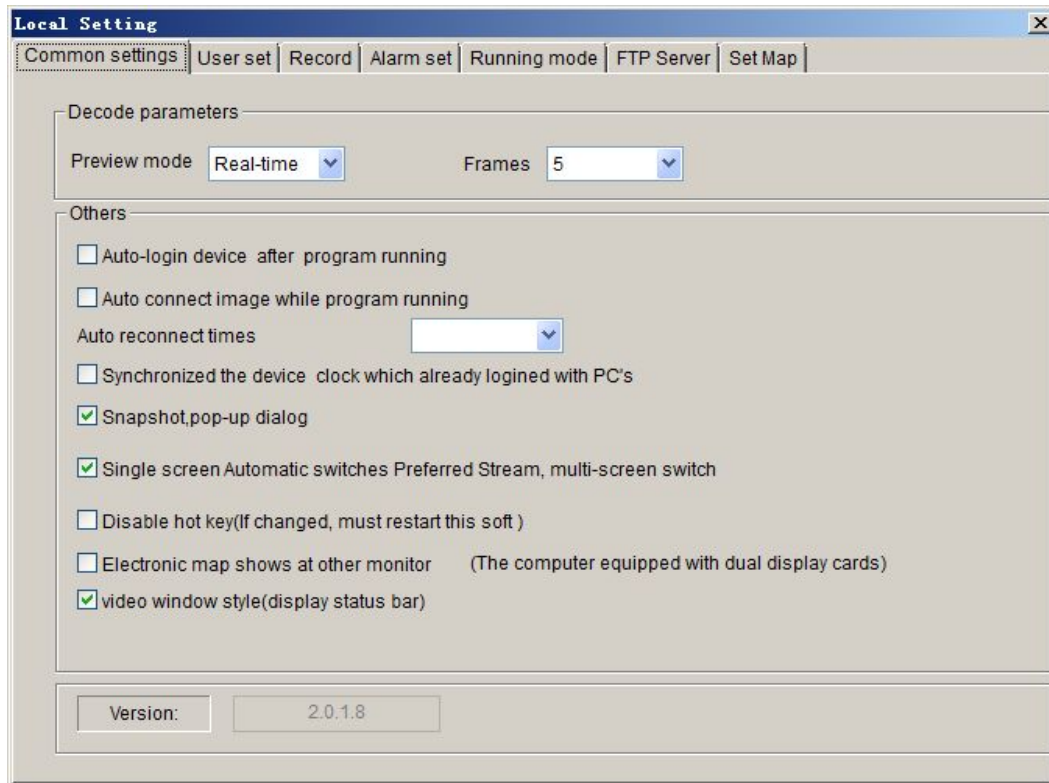 Local Setting
Common settings User set Record Alarm set Running mode FTP Server Set Map
Decode parameters
Preview mode Real-time Frames 5
Others
Auto-login device after program running
Auto connect image while program running
Auto reconnect times
Synchronized the device clock which already logined with PC's
Snapshot,pop-up dialog
Single screen Automatic switches Preferred Stream, multi-screen switch
Disable hot key(If changed, must restart this soft )
Electronic map shows at other monitor (The computer equipped with dual display cards)
video window style(display status bar)
Version: 2.0.1.8